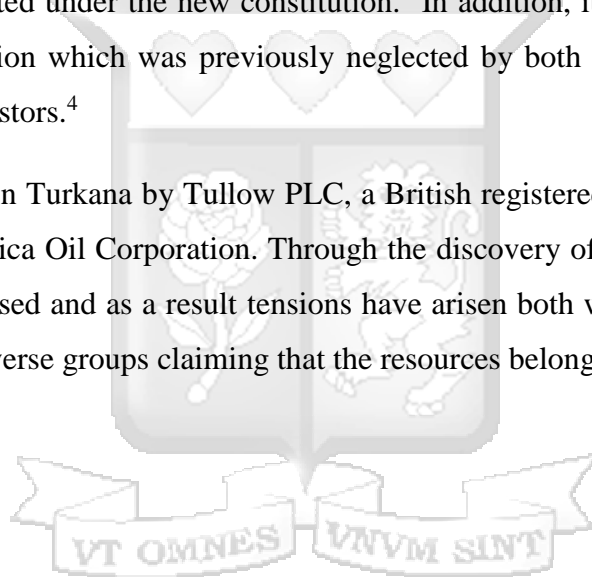 ted under the new constitution. In addition, i
ion which was previously neglected by both
stors.4
n Turkana by Tullow PLC, a British registere
ica Oil Corporation. Through the discovery of
sed and as a result tensions have arisen both
verse groups claiming that the resources belong
VT OMNES VNVM SINT